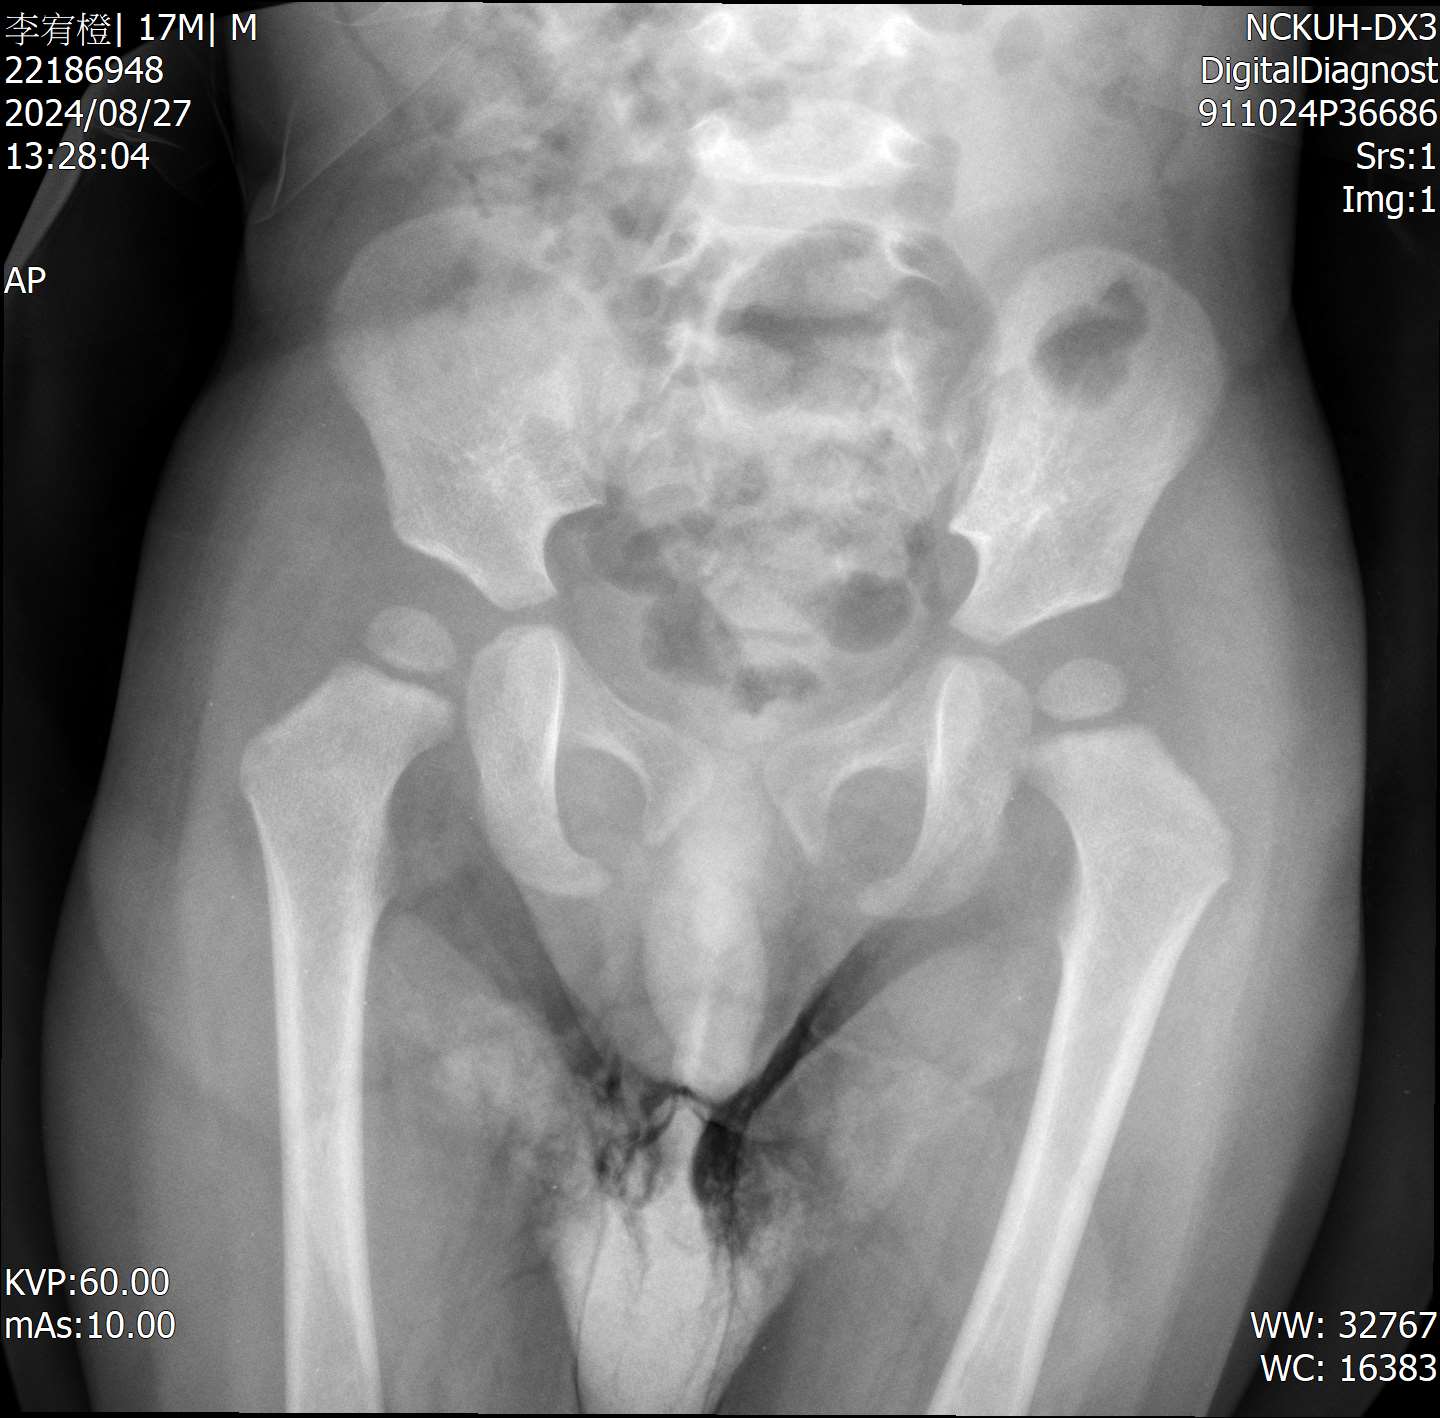 李宥橙| 17M| M
22186948
2024/08/27
13:28:04
AP
NCKUH-DX3
DigitalDiagnost
911024P36686
Srs:1
Img:1
KVP:60.00
mAs:10.00
WW: 32767
WC: 16383